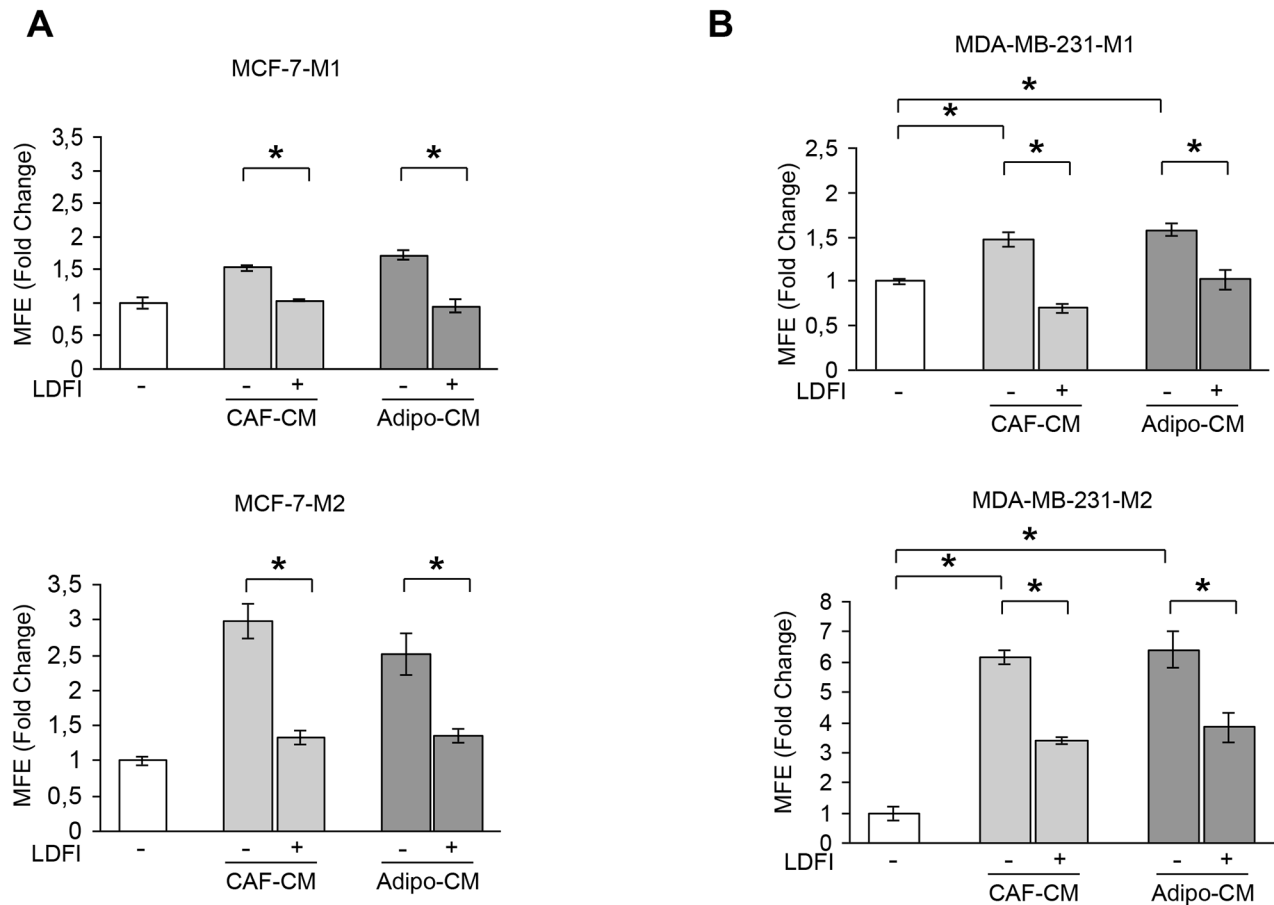 A
MCF-7-M1
MFE (Fold Change)
3,5
3
2,5
2
1,5
1
0,5
0
*
*
LDFI - - + - +
CAF-CM Adipo-CM
MCF-7-M2
MFE (Fold Change)
3,5
3
2,5
2
1,5
1
0,5
0
*
*
LDFI - - + - +
CAF-CM Adipo-CM
B
MDA-MB-231-M1
*
*
*
*
MFE (Fold Change)
2,5
2
1,5
1
0,5
0
LDFI - - + - +
CAF-CM Adipo-CM
MDA-MB-231-M2
*
*
*
*
MFE (Fold Change)
8
7
6
5
4
3
2
1
0
LDFI - - + - +
CAF-CM Adipo-CM